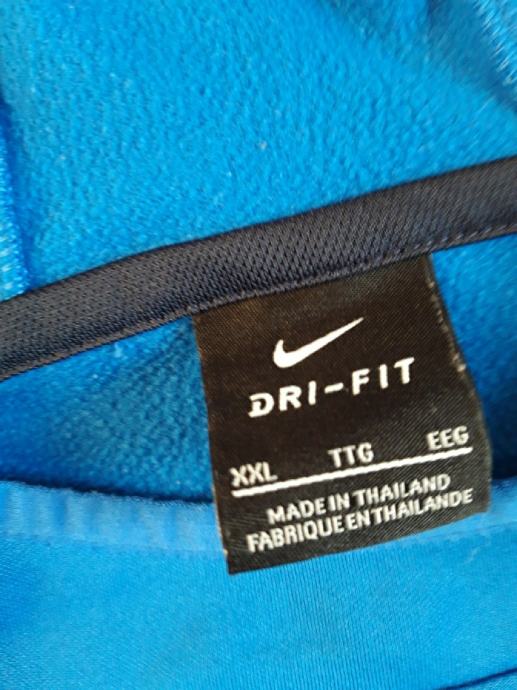 DRI-FIT
XXL TTG EEG
MADE IN THAILAND
FABRIQUE EN THAILANDE